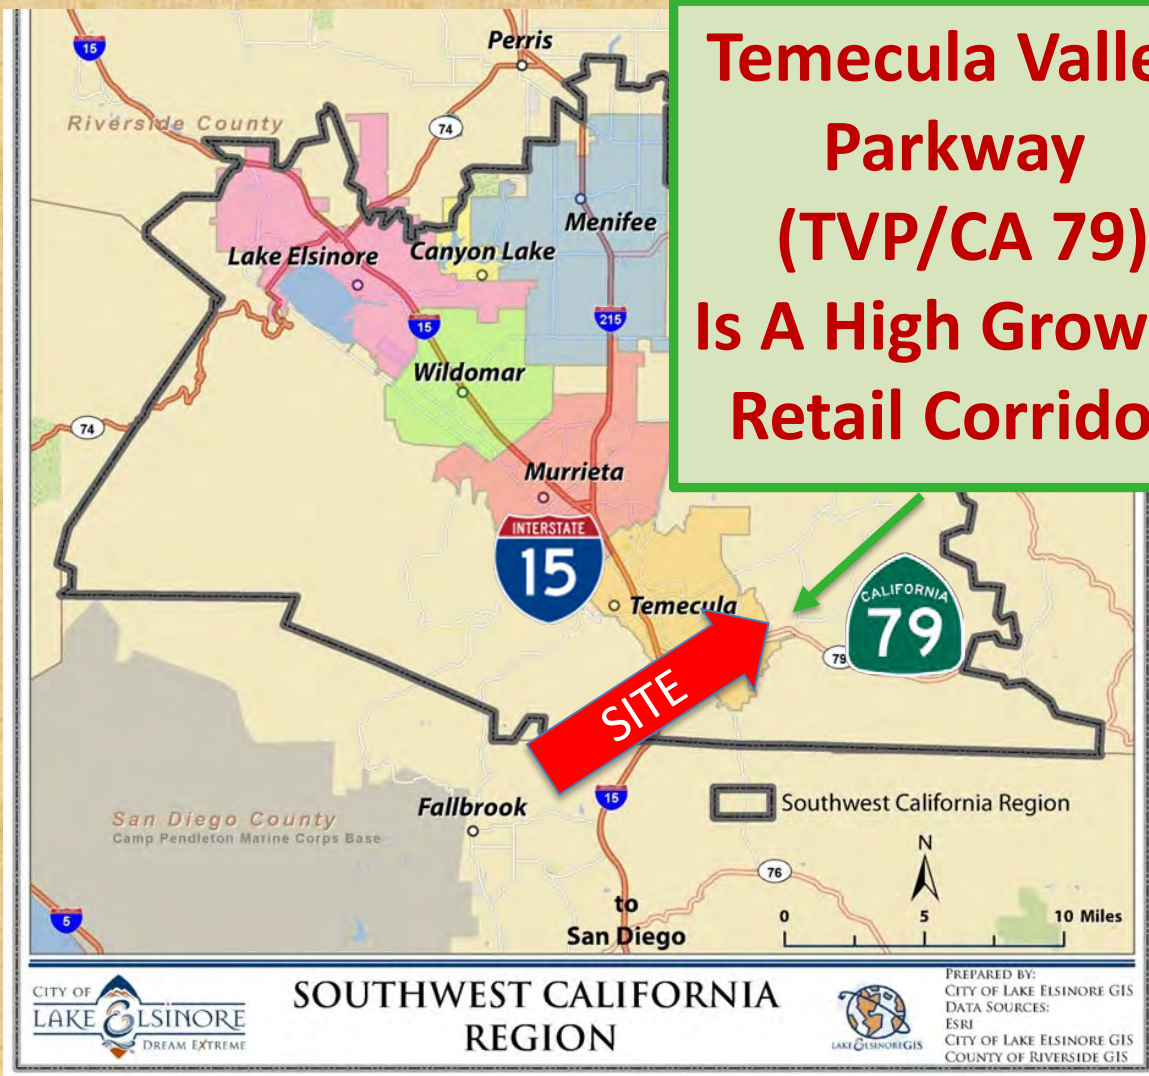 Temecula Valle
Parkway
(TVP/CA 79)
Is A High Grow
Retail Corrido
15
Perris
Riverside County
74
Menifee
Lake Elsinore
Canyon Lake
15
215
Wildomar
74
Murrieta
INTERSTATE
15
Temecula
CALIFORNIA
79
79
SITE
Fallbrook
15
Southwest California Region
San Diego County
Camp Pendleton Marine Corps Base
N
76
5
to
San Diego
0 5 10 Miles
CITY OF
LAKE ELSINORE
DREAM EXTREME
SOUTHWEST CALIFORNIA
REGION
LAKE ELSINORE GIS
PREPARED BY:
CITY OF LAKE ELSINORE GIS
DATA SOURCES:
ESRI
CITY OF LAKE ELSINORE GIS
COUNTY OF RIVERSIDE GIS